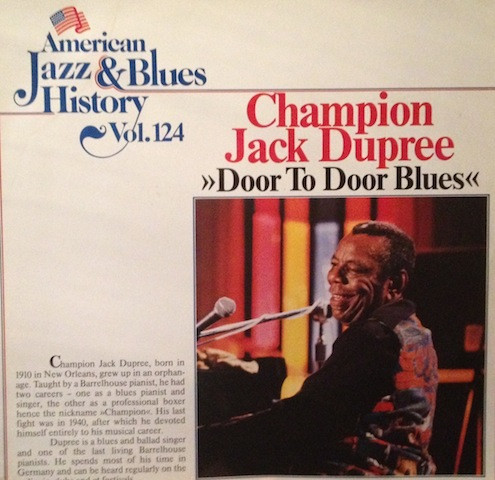 American
Jazz & Blues
History
Vol. 124
Champion
Jack Dupree
»Door To Door Blues«
Champion Jack Dupree, born in
1910 in New Orleans, grew up in an orphan-
age. Taught by a Barrelhouse pianist, he had
two careers – one as a blues pianist and
singer, the other as a professional boxer
hence the nickname »Champion«. His last
fight was in 1940, after which he devoted
himself entirely to his musical career.
Dupree is a blues and ballad singer
and one of the last living Barrelhouse
pianists. He spends most of his time in
Germany and can be heard regularly on the
and at festivals.